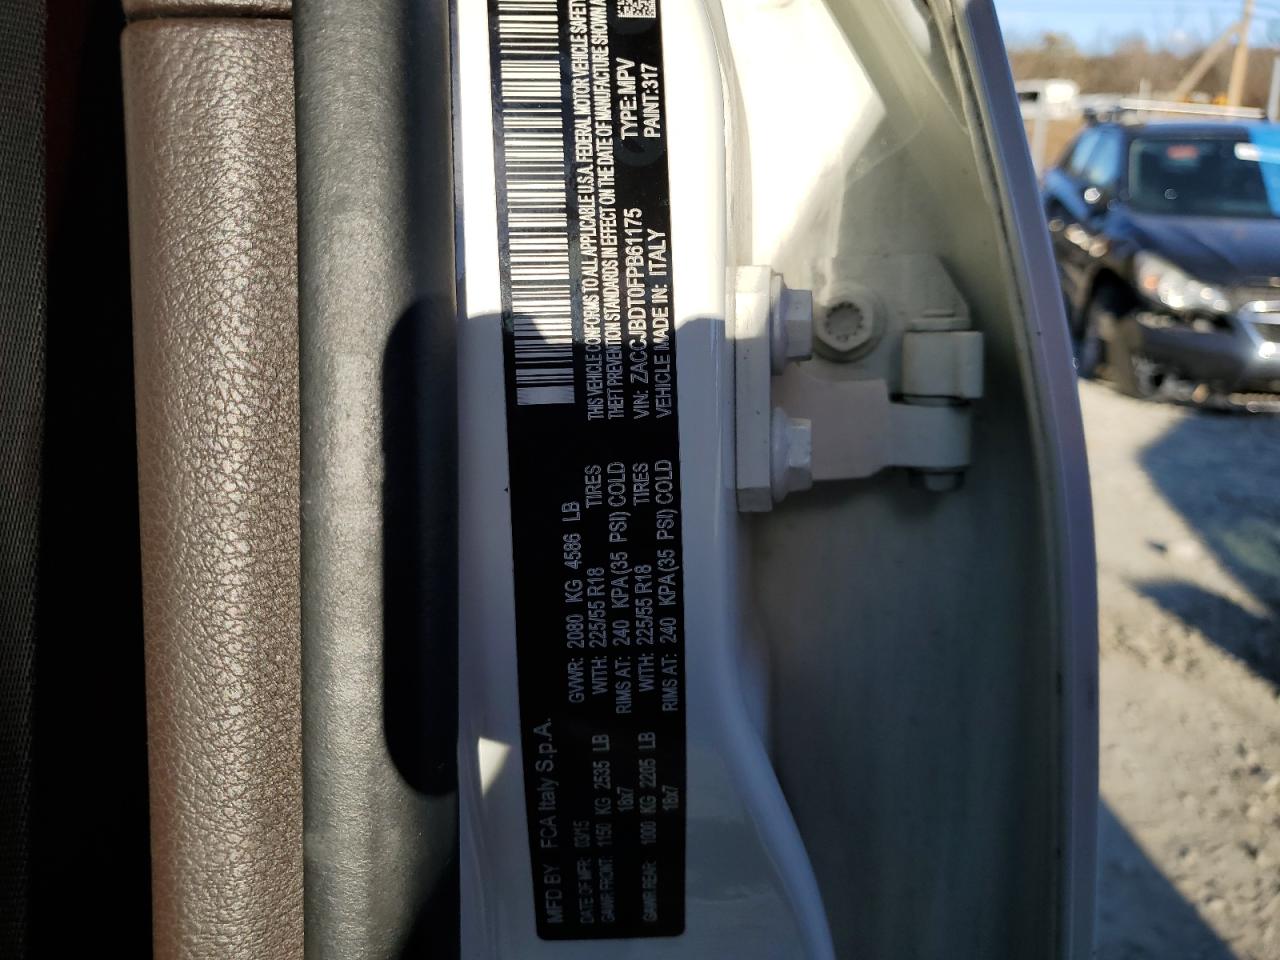 MFD BY FCA Italy S.p.A.
DATE OF MFR: 03/15 GVWR: 2080 KG 4586 LB
GAWR FRONT: 1150 KG 2535 LB WITH: 225/55 R18 TIRES
18x7 RIMS AT: 240 KPA(35 PSI) COLD
GAWR REAR: 1000 KG 2205 LB WITH: 225/55 R18 TIRES
18x7 RIMS AT: 240 KPA(35 PSI) COLD
THIS VEHICLE CONFORMS TO ALL APPLICABLE U.S.A. FEDERAL MOTOR VEHICLE SAFETY
THEFT PREVENTION STANDARDS IN EFFECT ON THE DATE OF MANUFACTURE SHOWN
VIN: ZACCJBDT0FPB61175 TYPE: MPV
VEHICLE MADE IN: ITALY PAINT: 317